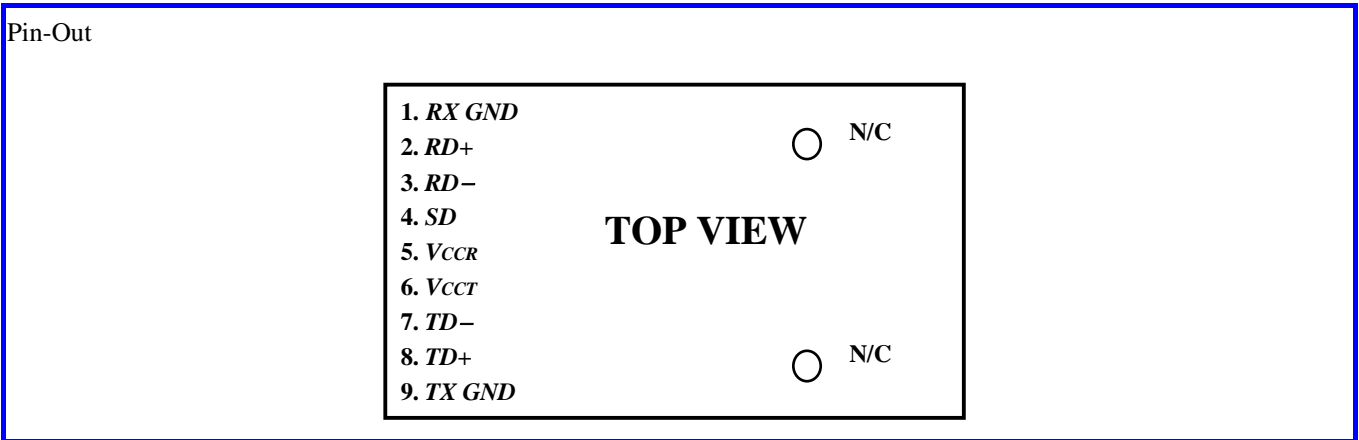 Pin-Out
1. RX GND
2. RD+
3. RD−
4. SD
5. VCCR
6. VCCT
7. TD−
8. TD+
9. TX GND
TOP VIEW
N/C
N/C